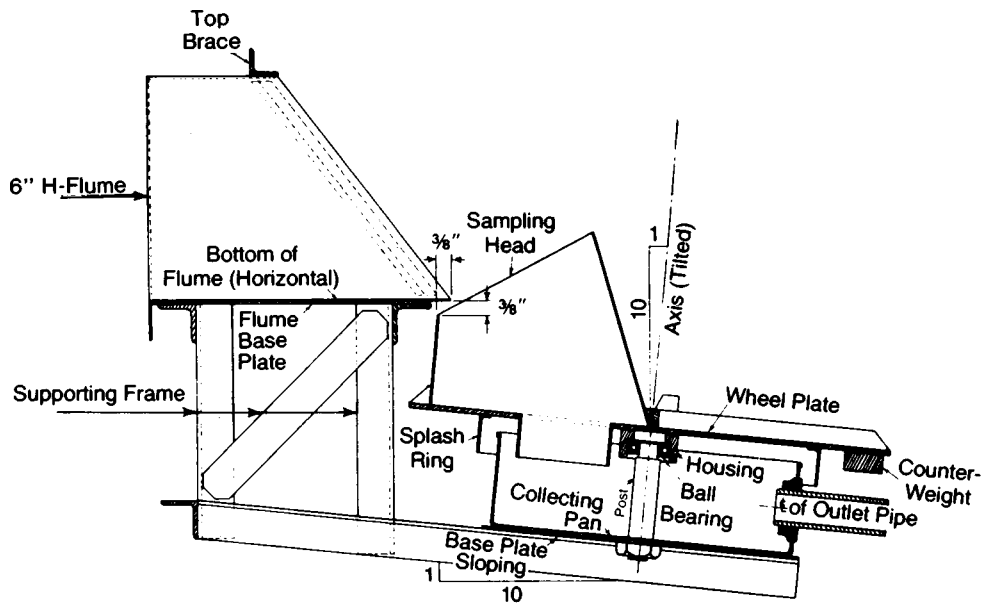 Top
Brace
6" H-Flume
Sampling
Head
3/8"
Bottom of
Flume (Horizontal)
3/8"
Flume
Base
Plate
1
10
Axis (Tilted)
Supporting Frame
Wheel Plate
Splash
Ring
Housing
Counter-
Weight
Collecting
Pan
Post
Ball
Bearing
℄ of Outlet Pipe
Base Plate
Sloping
1
10